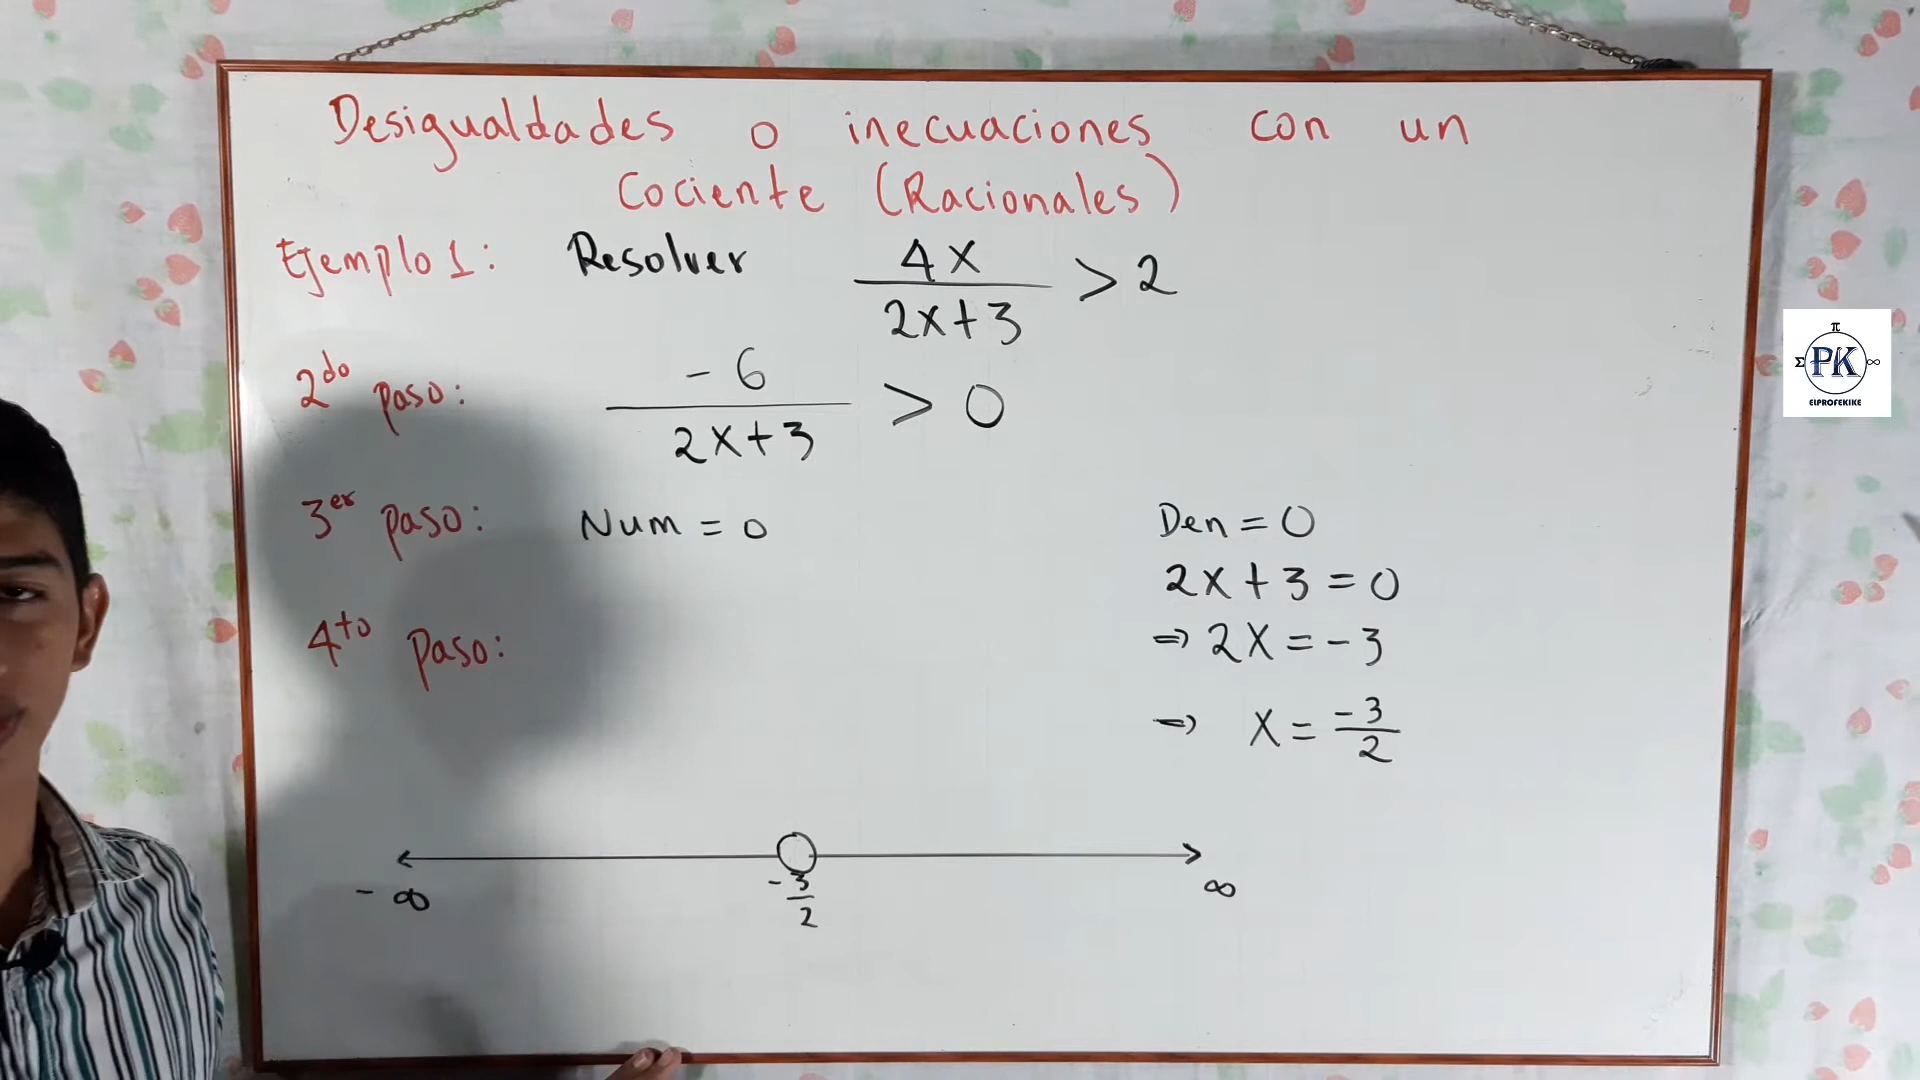 Desigualdades o inecuaciones con un
Cociente (Racionales)
Ejemplo 1: Resolver 4x / 2x+3 > 2
2do paso: -6 / 2x+3 > 0
3er paso: Num = 0 Den = 0
2x + 3 = 0
4to paso: ⇒ 2x = -3
⇒ x = -3/2
-∞ -3/2 ∞
π
Σ PK ∞
ELPROFEKIKE